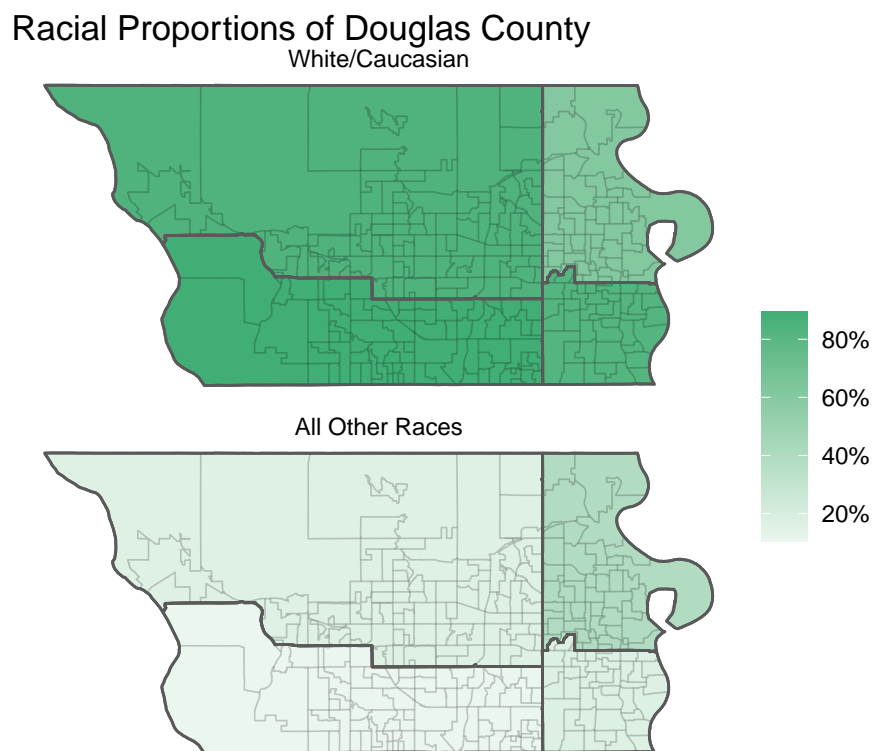 Racial Proportions of Douglas County
White/Caucasian
80%
60%
40%
20%
All Other Races